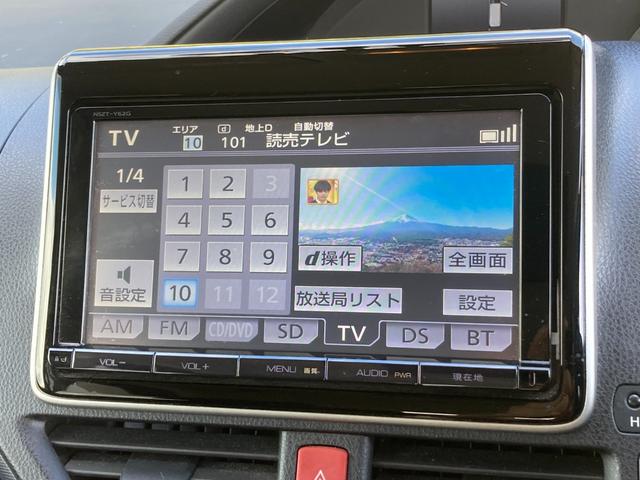 NSZT-Y62G
TV エリア 10 d 101 地上D 自動切替 読売テレビ
1/4
サービス切替
1 2 3
4 5 6
7 8 9
10 11 12
音設定
d操作 全画面
放送局リスト 設定
AM FM CD/DVD SD TV DS BT
VOL− VOL+ MENU 画質 AUDIO PWR 現在地
H